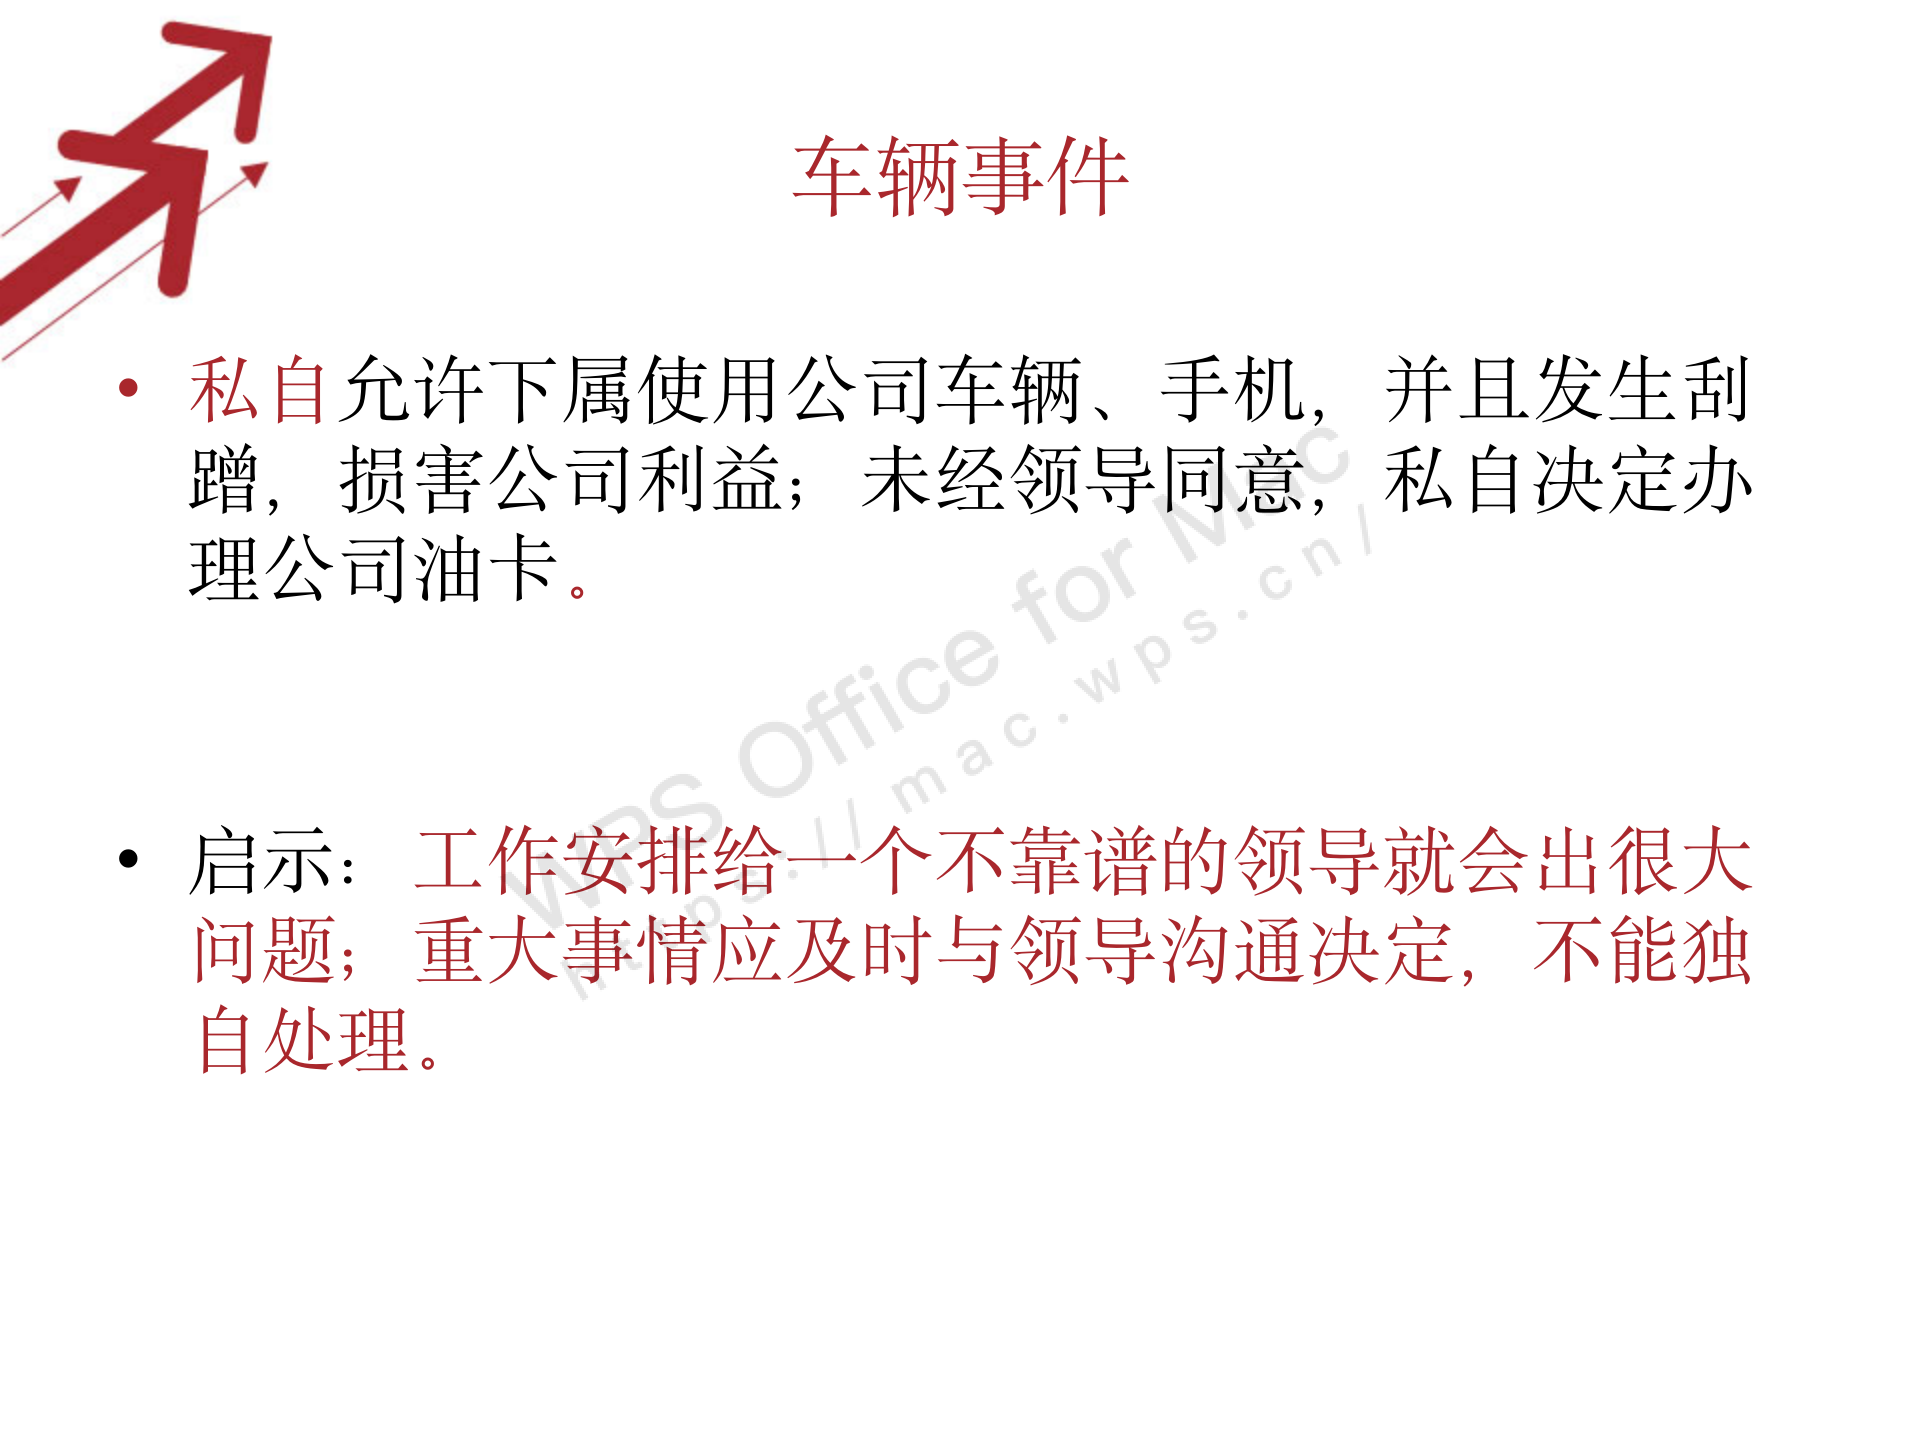 车辆事件
• 私自允许下属使用公司车辆、手机，并且发生刮
蹭，损害公司利益；未经领导同意，私自决定办
理公司油卡。
• 启示：工作安排给一个不靠谱的领导就会出很大
问题；重大事情应及时与领导沟通决定，不能独
自处理。
WPS Office for Mac
https://mac.wps.cn/